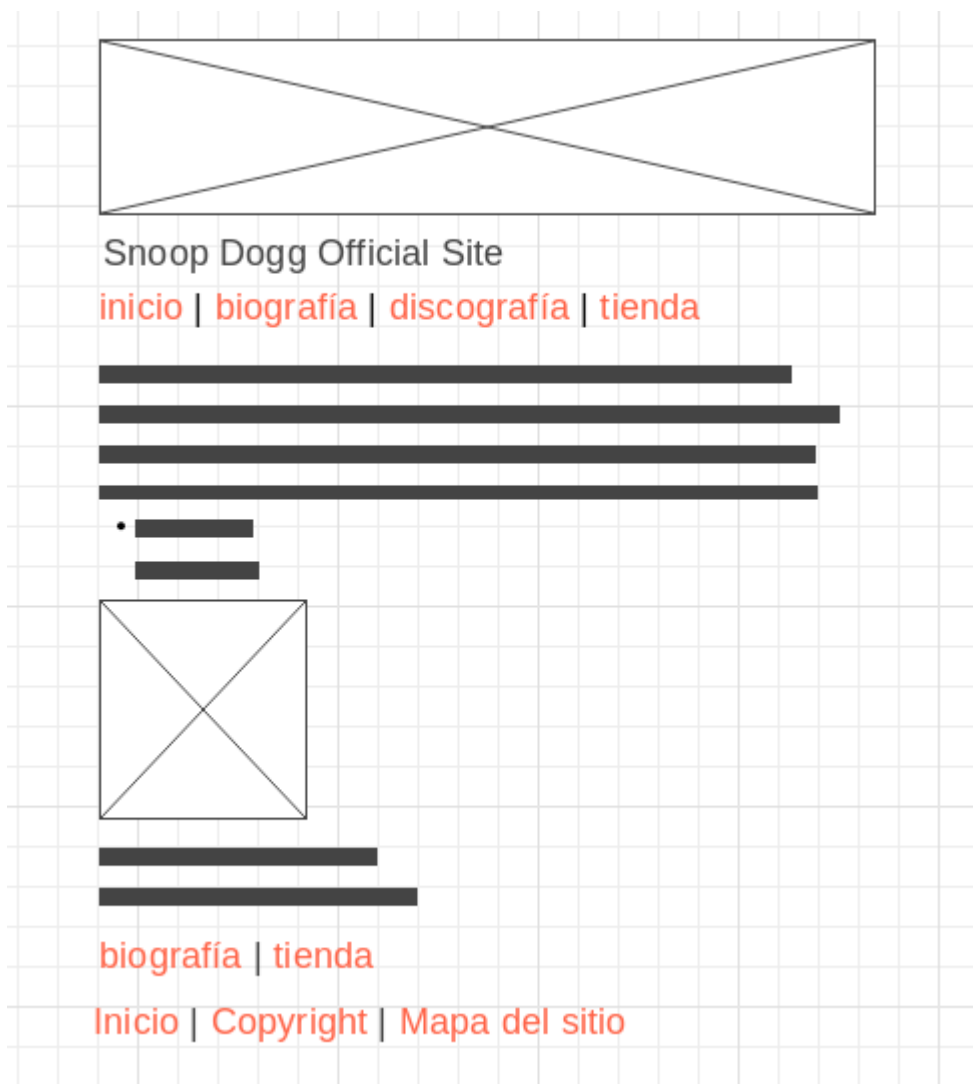 Snoop Dogg Official Site
inicio | biografía | discografía | tienda
biografía | tienda
Inicio | Copyright | Mapa del sitio